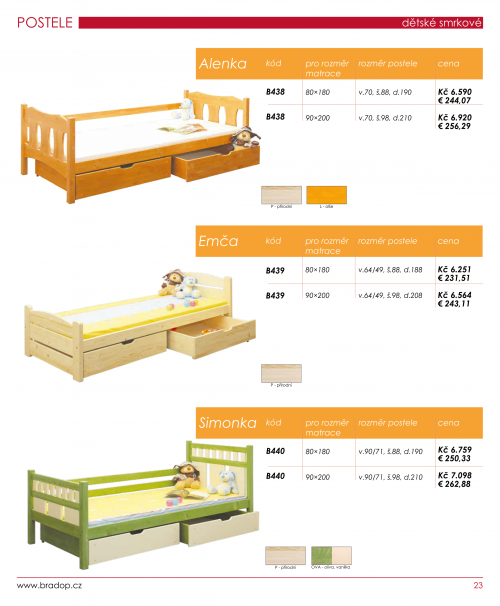 POSTELE
dětské smrkové
Alenka
kód
pro rozměr matrace
rozměr postele
cena
B438
80×180
v.70, š.88, d.190
Kč 6.590
€ 244,07
B438
90×200
v.70, š.98, d.210
Kč 6.920
€ 256,29
P - přírodní
L - olše
Emča
kód
pro rozměr matrace
rozměr postele
cena
B439
80×180
v.64/49, š.88, d.188
Kč 6.251
€ 231,51
B439
90×200
v.64/49, š.98, d.208
Kč 6.564
€ 243,11
P - přírodní
Simonka
kód
pro rozměr matrace
rozměr postele
cena
B440
80×180
v.90/71, š.88, d.190
Kč 6.759
€ 250,33
B440
90×200
v.90/71, š.98, d.210
Kč 7.098
€ 262,88
P - přírodní
OVA - oliva, vanilka
www.bradop.cz
23